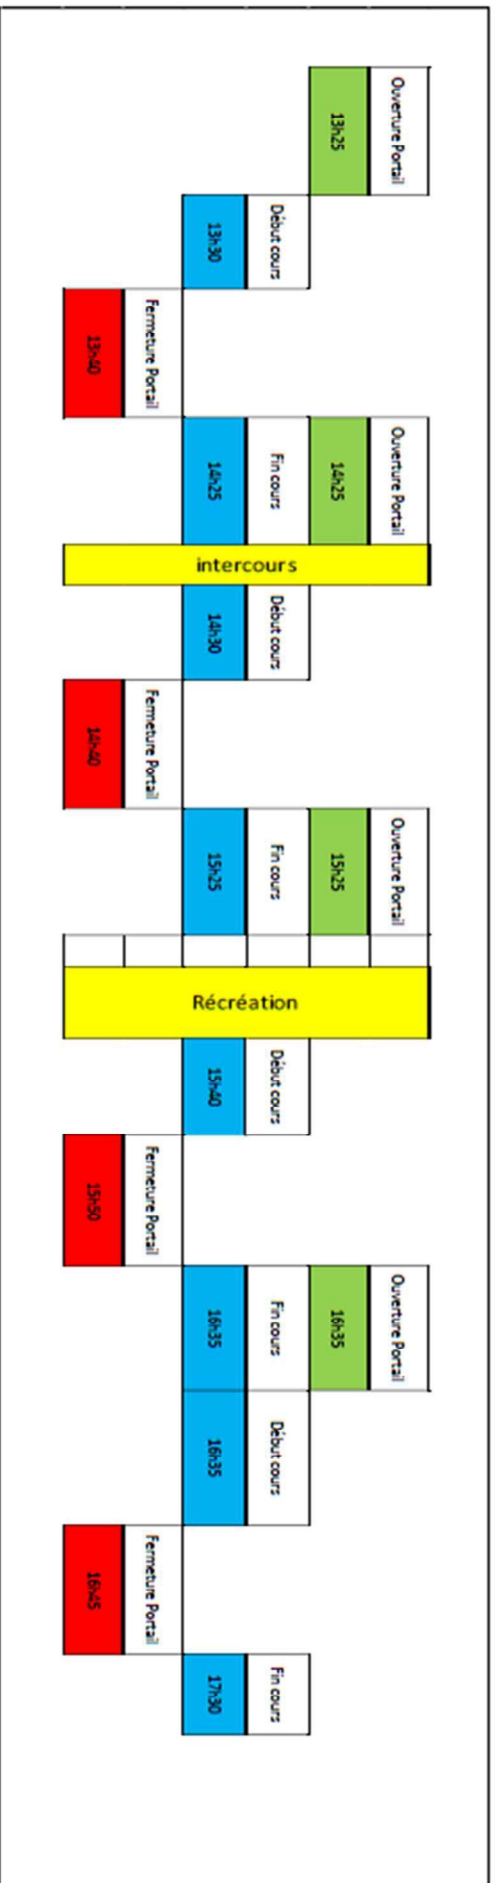 Ouverture Portail
13h25
Début cours
13h30
Fermeture Portail
13h40
Ouverture Portail
14h25
Fin cours
14h25
intercours
Début cours
14h30
Fermeture Portail
14h40
Ouverture Portail
15h25
Fin cours
15h25
Récréation
Début cours
15h40
Fermeture Portail
15h50
Ouverture Portail
16h35
Fin cours
16h35
Début cours
16h35
Fermeture Portail
16h45
Fin cours
17h30